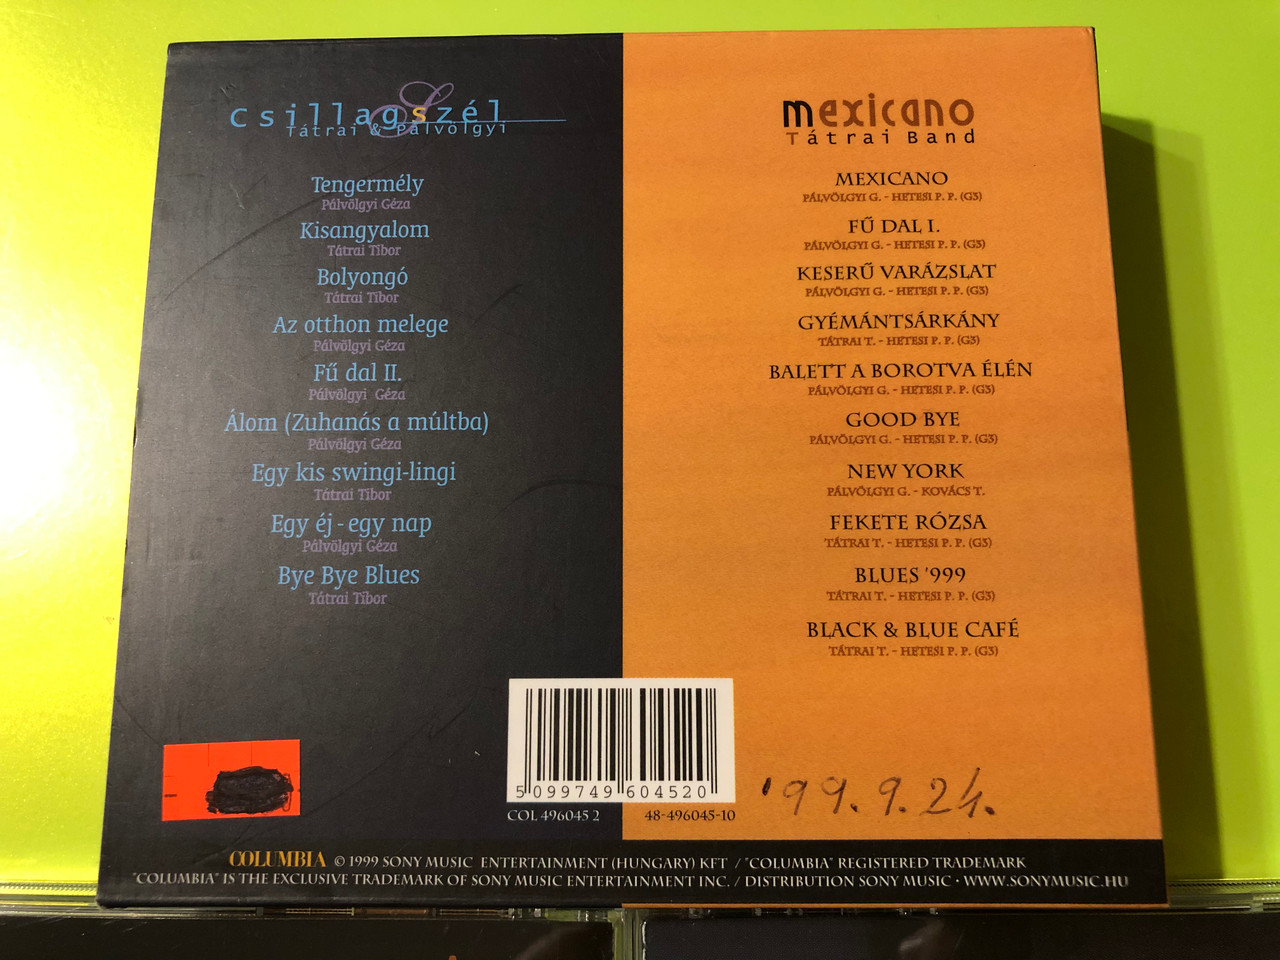 Csillagszél
Tátrai & Pálvölgyi
Tengermély
Pálvölgyi Géza
Kisangyalom
Tátrai Tibor
Bolyongó
Tátrai Tibor
Az otthon melege
Pálvölgyi Géza
Fű dal II.
Pálvölgyi Géza
Álom (Zuhanás a múltba)
Pálvölgyi Géza
Egy kis swingi-lingi
Tátrai Tibor
Egy éj - egy nap
Pálvölgyi Géza
Bye Bye Blues
Tátrai Tibor
mexicano
Tátrai Band
MEXICANO
PÁLVÖLGYI G. - HETESI P. P. (G3)
FŰ DAL I.
PÁLVÖLGYI G. - HETESI P. P. (G3)
KESERŰ VARÁZSLAT
PÁLVÖLGYI G. - HETESI P. P. (G3)
GYÉMÁNTSÁRKÁNY
TÁTRAI T. - HETESI P. P. (G3)
BALETT A BOROTVA ÉLÉN
PÁLVÖLGYI G. - HETESI P. P. (G3)
GOOD BYE
PÁLVÖLGYI G. - HETESI P. P. (G3)
NEW YORK
PÁLVÖLGYI G. - KOVÁCS T.
FEKETE RÓZSA
TÁTRAI T. - HETESI P. P. (G3)
BLUES '999
TÁTRAI T. - HETESI P. P. (G3)
BLACK & BLUE CAFÉ
TÁTRAI T. - HETESI P. P. (G3)
5 099749 604520
COL 496045 2 48-496045-10
'99.9.24.
COLUMBIA © 1999 SONY MUSIC ENTERTAINMENT (HUNGARY) KFT / "COLUMBIA" REGISTERED TRADEMARK
"COLUMBIA" IS THE EXCLUSIVE TRADEMARK OF SONY MUSIC ENTERTAINMENT INC. / DISTRIBUTION SONY MUSIC • WWW.SONYMUSIC.HU